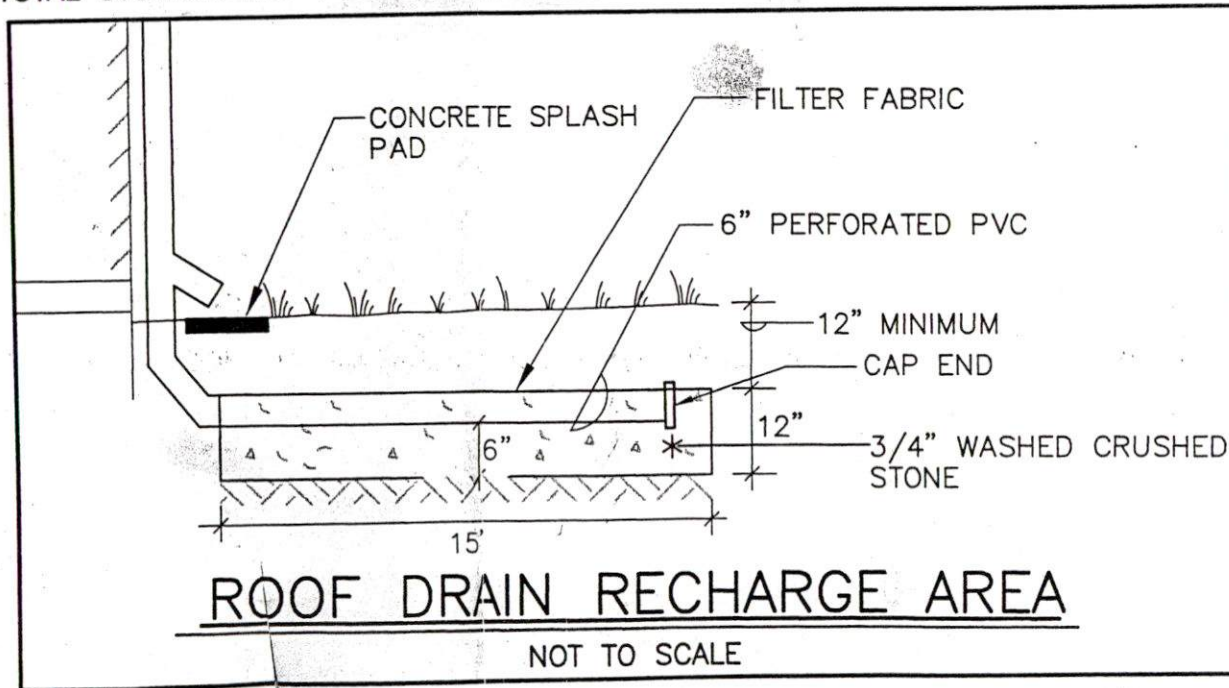 CONCRETE SPLASH
PAD
FILTER FABRIC
6" PERFORATED PVC
12" MINIMUM
CAP END
12"
6"
3/4" WASHED CRUSHED
STONE
15'
ROOF DRAIN RECHARGE AREA
NOT TO SCALE